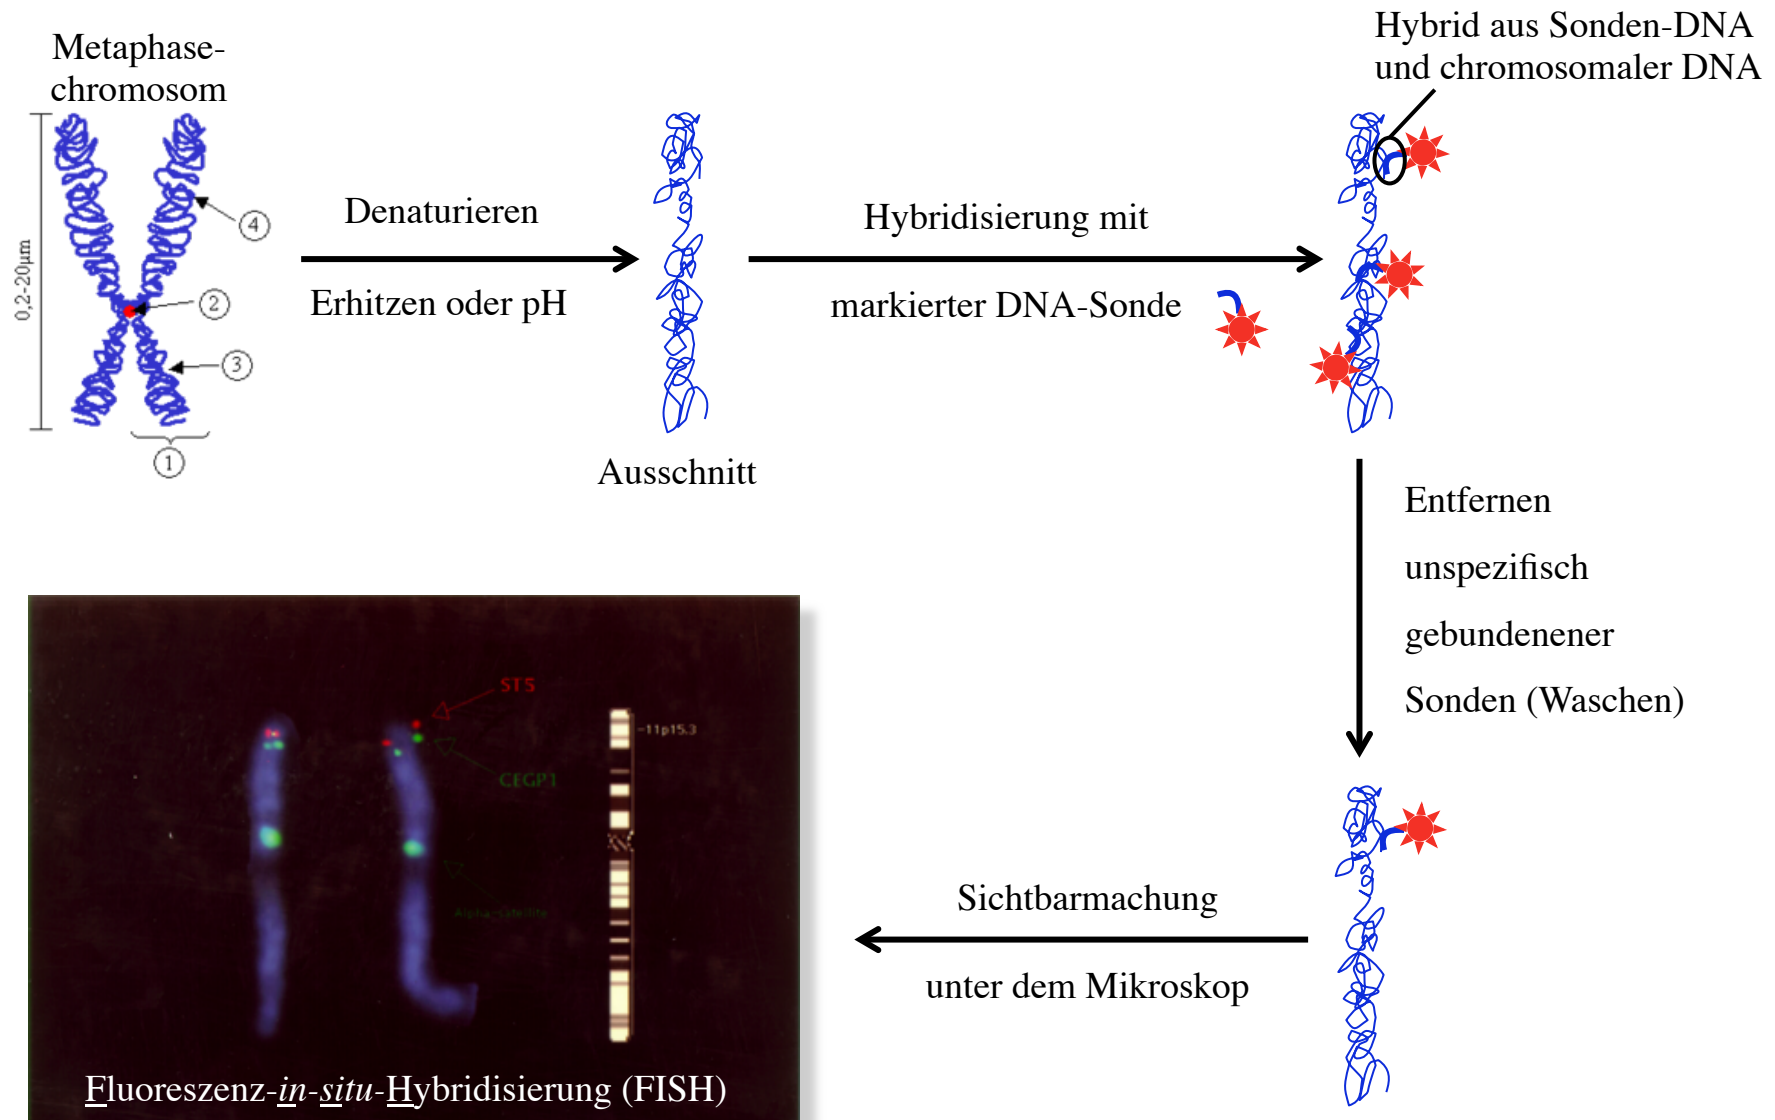 Metaphase-
chromosom
0,2-20µm
4
2
3
1
Denaturieren
Erhitzen oder pH
Ausschnitt
Hybridisierung mit
markierter DNA-Sonde
Hybrid aus Sonden-DNA
und chromosomaler DNA
Entfernen
unspezifisch
gebundenener
Sonden (Waschen)
Sichtbarmachung
unter dem Mikroskop
ST5
-11p15.3
CEGP1
Alpha-satellite
Fluoreszenz-in-situ-Hybridisierung (FISH)